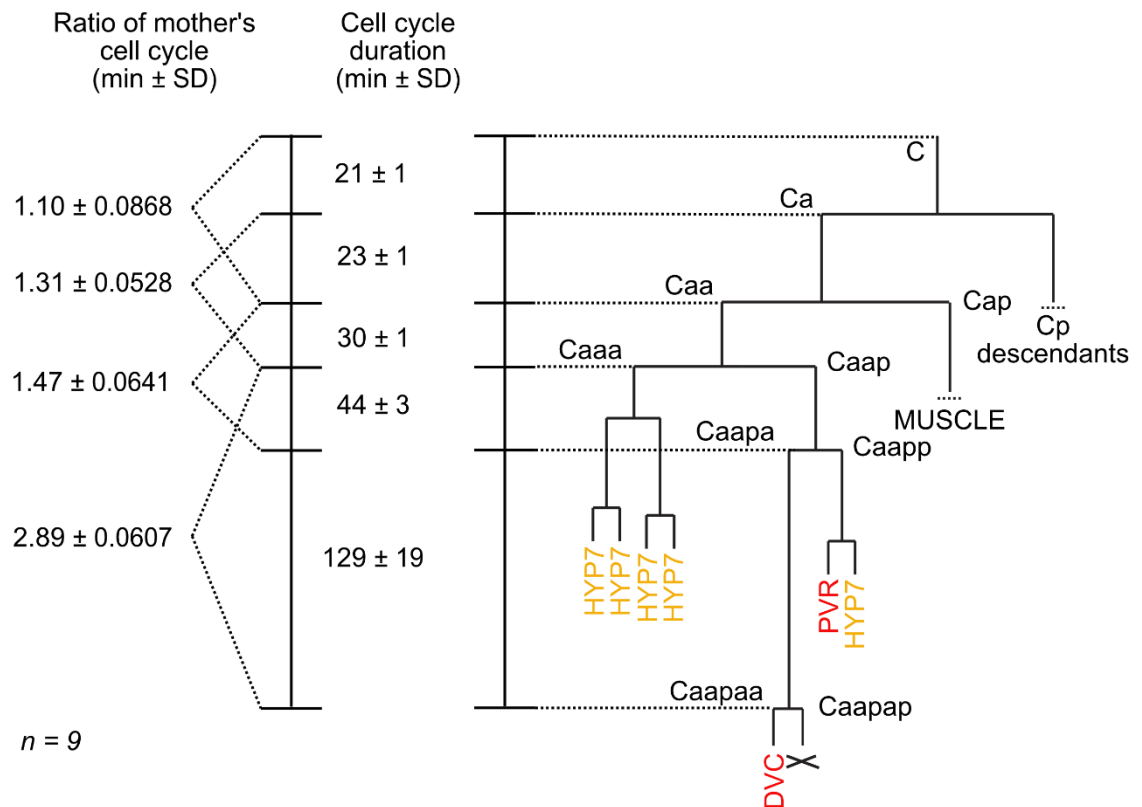 Ratio of mother's
cell cycle
(min ± SD)
Cell cycle
duration
(min ± SD)
C
21 ± 1
1.10 ± 0.0868
Ca
23 ± 1
1.31 ± 0.0528
Caa
Cap
Cp
descendants
30 ± 1
Caaa
Caap
1.47 ± 0.0641
44 ± 3
MUSCLE
Caapa
Caapp
2.89 ± 0.0607
129 ± 19
HYP7
HYP7
HYP7
HYP7
PVR
HYP7
Caapaa
Caapap
n = 9
DVC
X